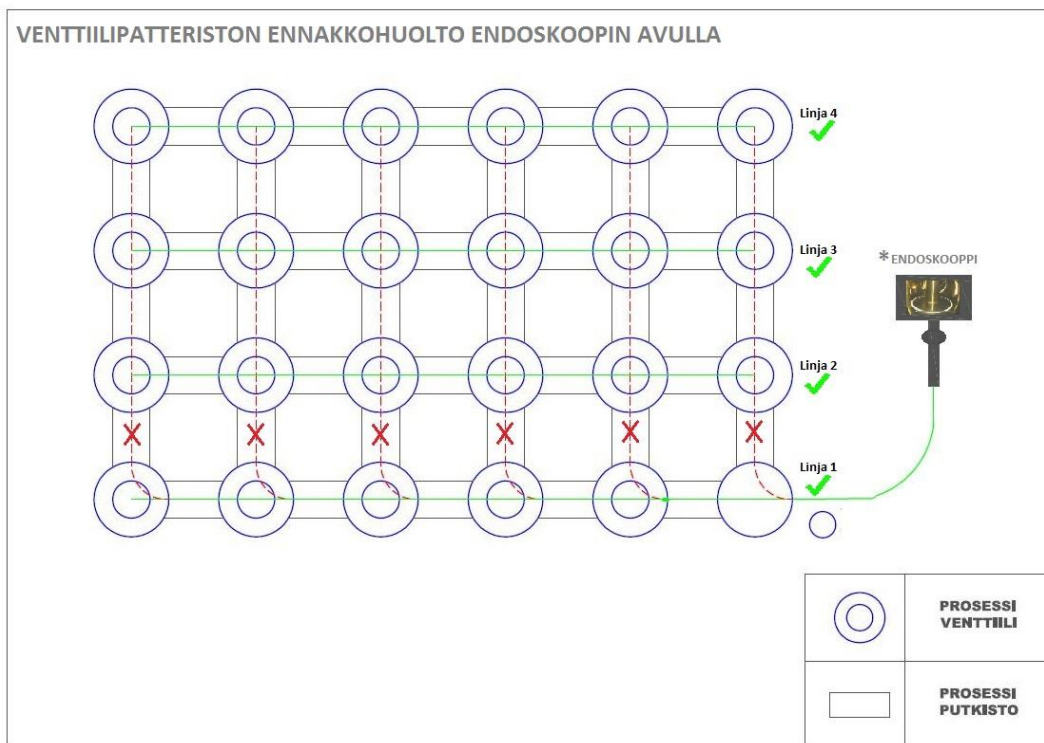 VENTTIILIPATTERISTON ENNAKKOHUOLTO ENDOSKOOPIN AVULLA
Linja 4
Linja 3
*ENDOSKOOPPI
Linja 2
Linja 1
PROSESSI
VENTTIILI
PROSESSI
PUTKISTO